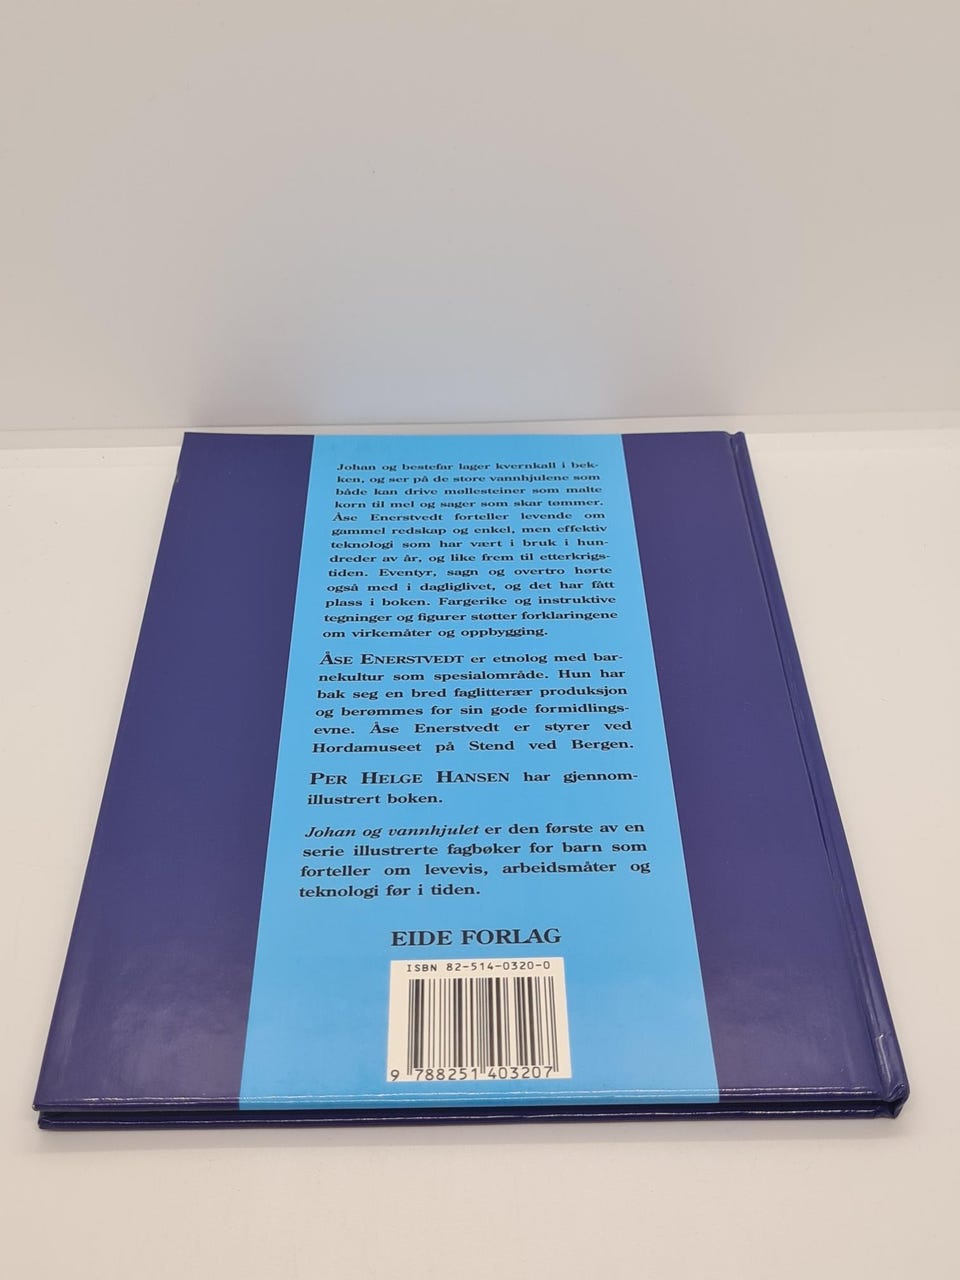 Johan og bestefar lager kvernkall i bek-
ken, og ser på de store vannhjulene som
både kan drive møllesteiner som malte
korn til mel og sager som skar tømmer.
Åse Enerstvedt forteller levende om
gammel redskap og enkel, men effektiv
teknologi som har vært i bruk i hun-
dreder av år, og like frem til etterkrigs-
tiden. Eventyr, sagn og overtro hørte
også med i dagliglivet, og det har fått
plass i boken. Fargerike og instruktive
tegninger og figurer støtter forklaringene
om virkemåter og oppbygging.
ÅSE ENERSTVEDT er etnolog med bar-
nekultur som spesialområde. Hun har
bak seg en bred faglitterær produksjon
og berømmes for sin gode formidlings-
evne. Åse Enerstvedt er styrer ved
Hordamuseet på Stend ved Bergen.
PER HELGE HANSEN har gjennom-
illustrert boken.
Johan og vannhjulet er den første av en
serie illustrerte fagbøker for barn som
forteller om levevis, arbeidsmåter og
teknologi før i tiden.
EIDE FORLAG
ISBN 82-514-0320-0
9 788251 403207